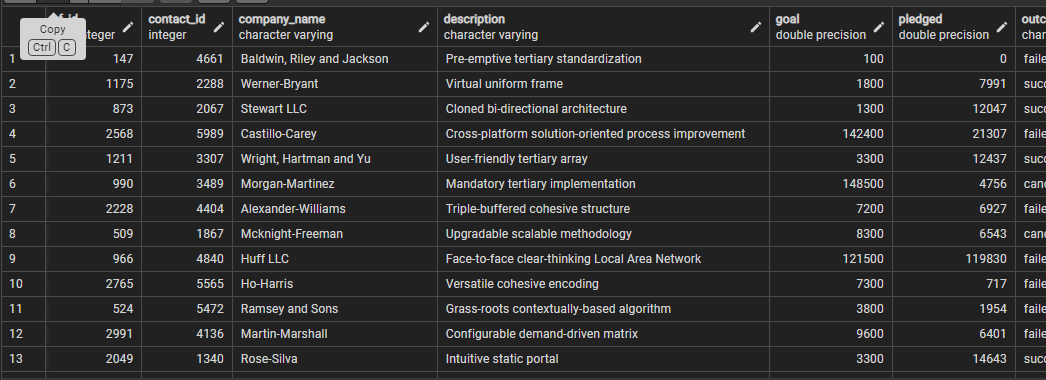 f_id contact_id company_name description goal pledged outc
teger integer character varying character varying double precision double precision char
Copy
Ctrl C
1 147 4661 Baldwin, Riley and Jackson Pre-emptive tertiary standardization 100 0 faile
2 1175 2288 Werner-Bryant Virtual uniform frame 1800 7991 succ
3 873 2067 Stewart LLC Cloned bi-directional architecture 1300 12047 succ
4 2568 5989 Castillo-Carey Cross-platform solution-oriented process improvement 142400 21307 faile
5 1211 3307 Wright, Hartman and Yu User-friendly tertiary array 3300 12437 succ
6 990 3489 Morgan-Martinez Mandatory tertiary implementation 148500 4756 canc
7 2228 4404 Alexander-Williams Triple-buffered cohesive structure 7200 6927 faile
8 509 1867 Mcknight-Freeman Upgradable scalable methodology 8300 6543 canc
9 966 4840 Huff LLC Face-to-face clear-thinking Local Area Network 121500 119830 faile
10 2765 5565 Ho-Harris Versatile cohesive encoding 7300 717 faile
11 524 5472 Ramsey and Sons Grass-roots contextually-based algorithm 3800 1954 faile
12 2991 4136 Martin-Marshall Configurable demand-driven matrix 9600 6401 faile
13 2049 1340 Rose-Silva Intuitive static portal 3300 14643 succ